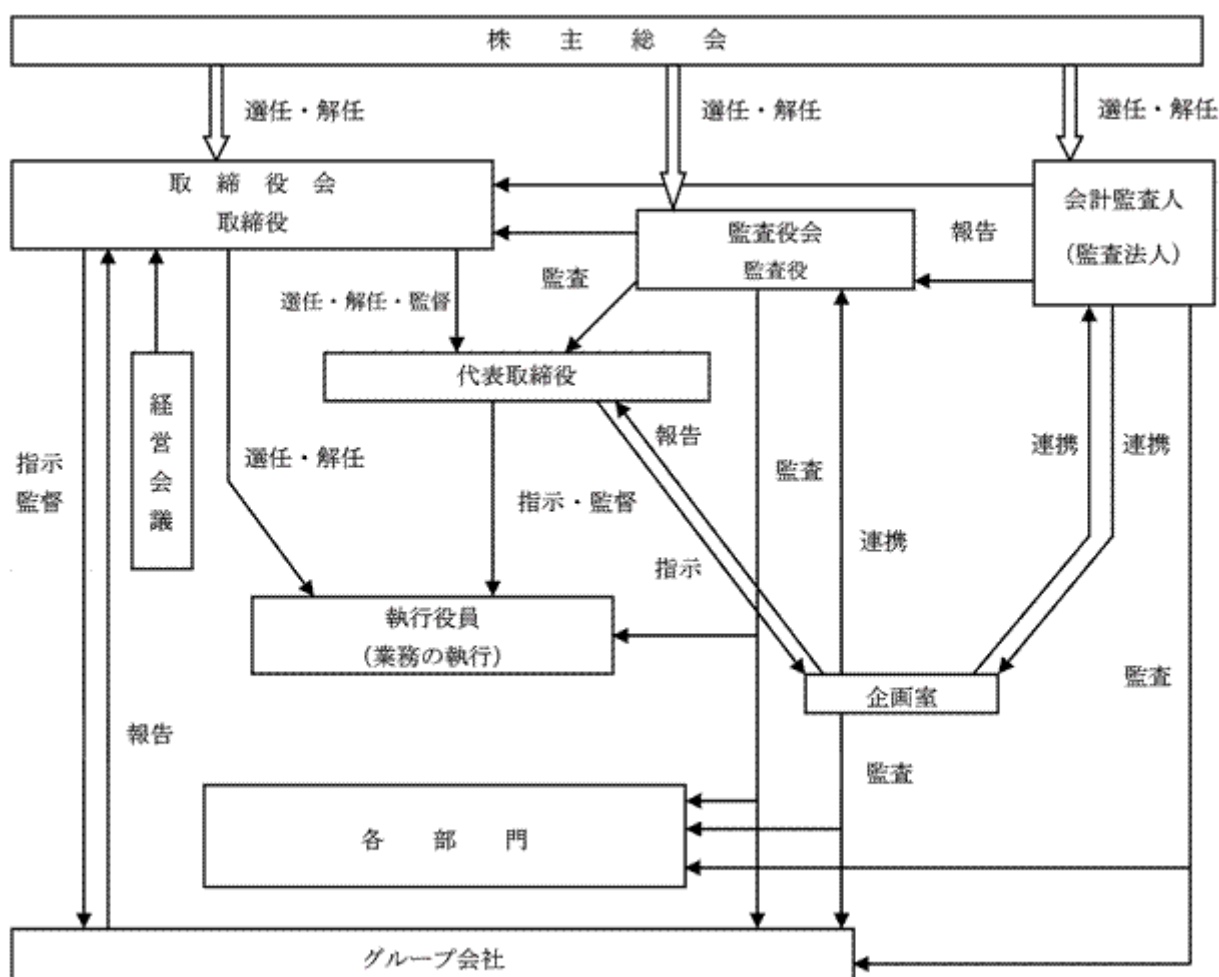 株主総会
選任・解任
選任・解任
選任・解任
取締役会
取締役
監査役会
監査役
会計監査人
(監査法人)
報告
監査
選任・解任・監督
代表取締役
経営会議
指示
監督
選任・解任
指示・監督
報告
指示
監査
連携
連携
連携
執行役員
(業務の執行)
企画室
監査
報告
監査
各部門
グループ会社